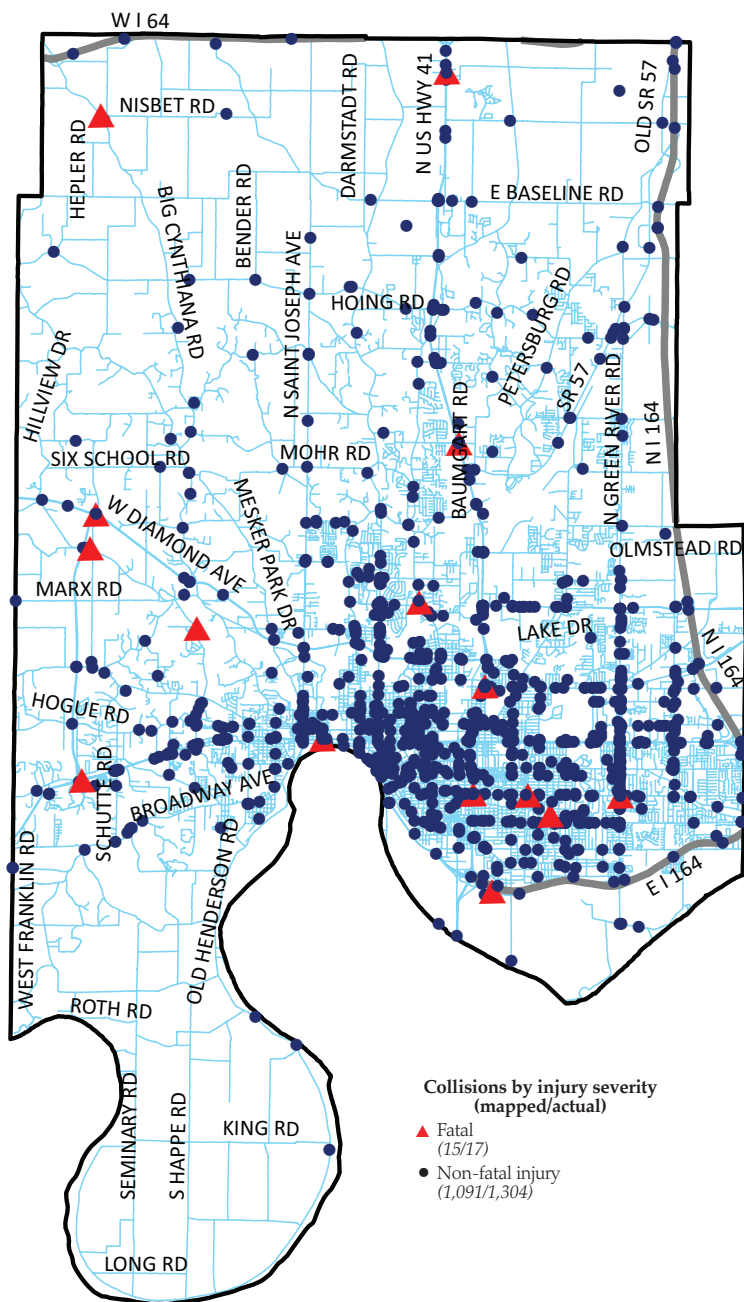 W I 64
NISBET RD
HEPLER RD
DARMSTADT RD
N US HWY 41
OLD SR 57
BIG CYNTHIANA RD
BENDER RD
E BASELINE RD
N SAINT JOSEPH AVE
HOING RD
PETERSBURG RD
HILLVIEW DR
SR 57
BAUMGART RD
N GREEN RIVER RD
N I 164
SIX SCHOOL RD
MOHR RD
MESKER PARK DR
W DIAMOND AVE
OLMSTEAD RD
MARX RD
LAKE DR
N I 164
HOGUE RD
SCHUTTE RD
BROADWAY AVE
WEST FRANKLIN RD
OLD HENDERSON RD
E I 164
ROTH RD
SEMINARY RD
S HAPPE RD
KING RD
LONG RD
Collisions by injury severity
(mapped/actual)
Fatal
(15/17)
Non-fatal injury
(1,091/1,304)